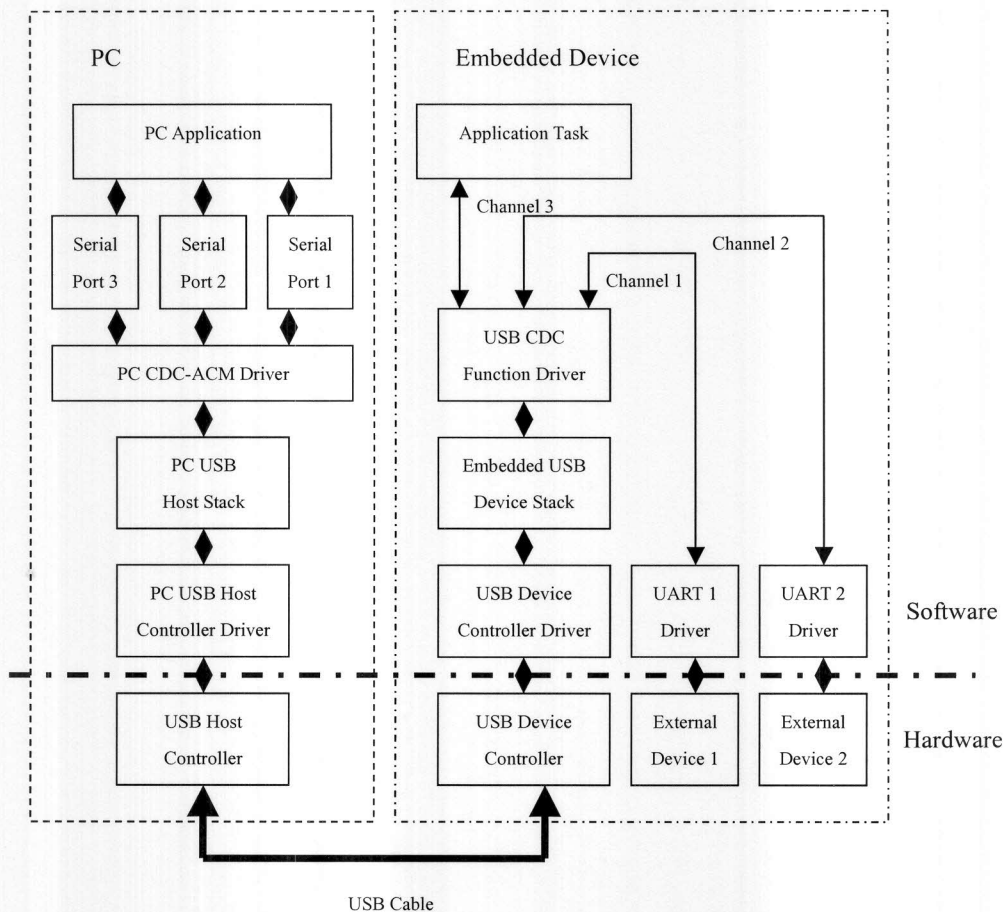 PC
Embedded Device
PC Application
Application Task
Channel 3
Channel 2
Channel 1
Serial
Port 3
Serial
Port 2
Serial
Port 1
USB CDC
Function Driver
PC CDC-ACM Driver
PC USB
Host Stack
Embedded USB
Device Stack
PC USB Host
Controller Driver
USB Device
Controller Driver
UART 1
Driver
UART 2
Driver
Software
USB Host
Controller
USB Device
Controller
External
Device 1
External
Device 2
Hardware
USB Cable